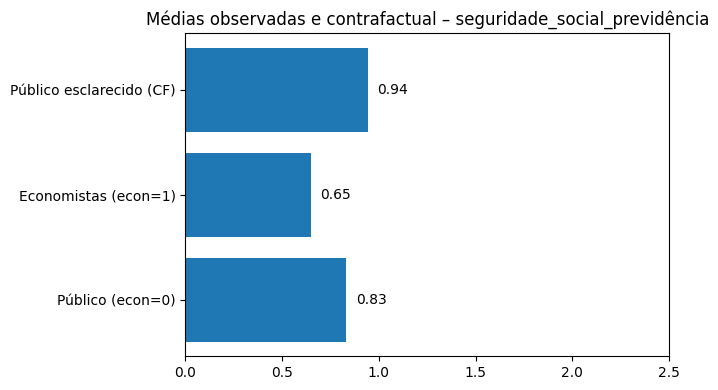 Médias observadas e contrafactual – seguridade_social_previdência
Público esclarecido (CF)
0.94
Economistas (econ=1)
0.65
Público (econ=0)
0.83
0.0 0.5 1.0 1.5 2.0 2.5